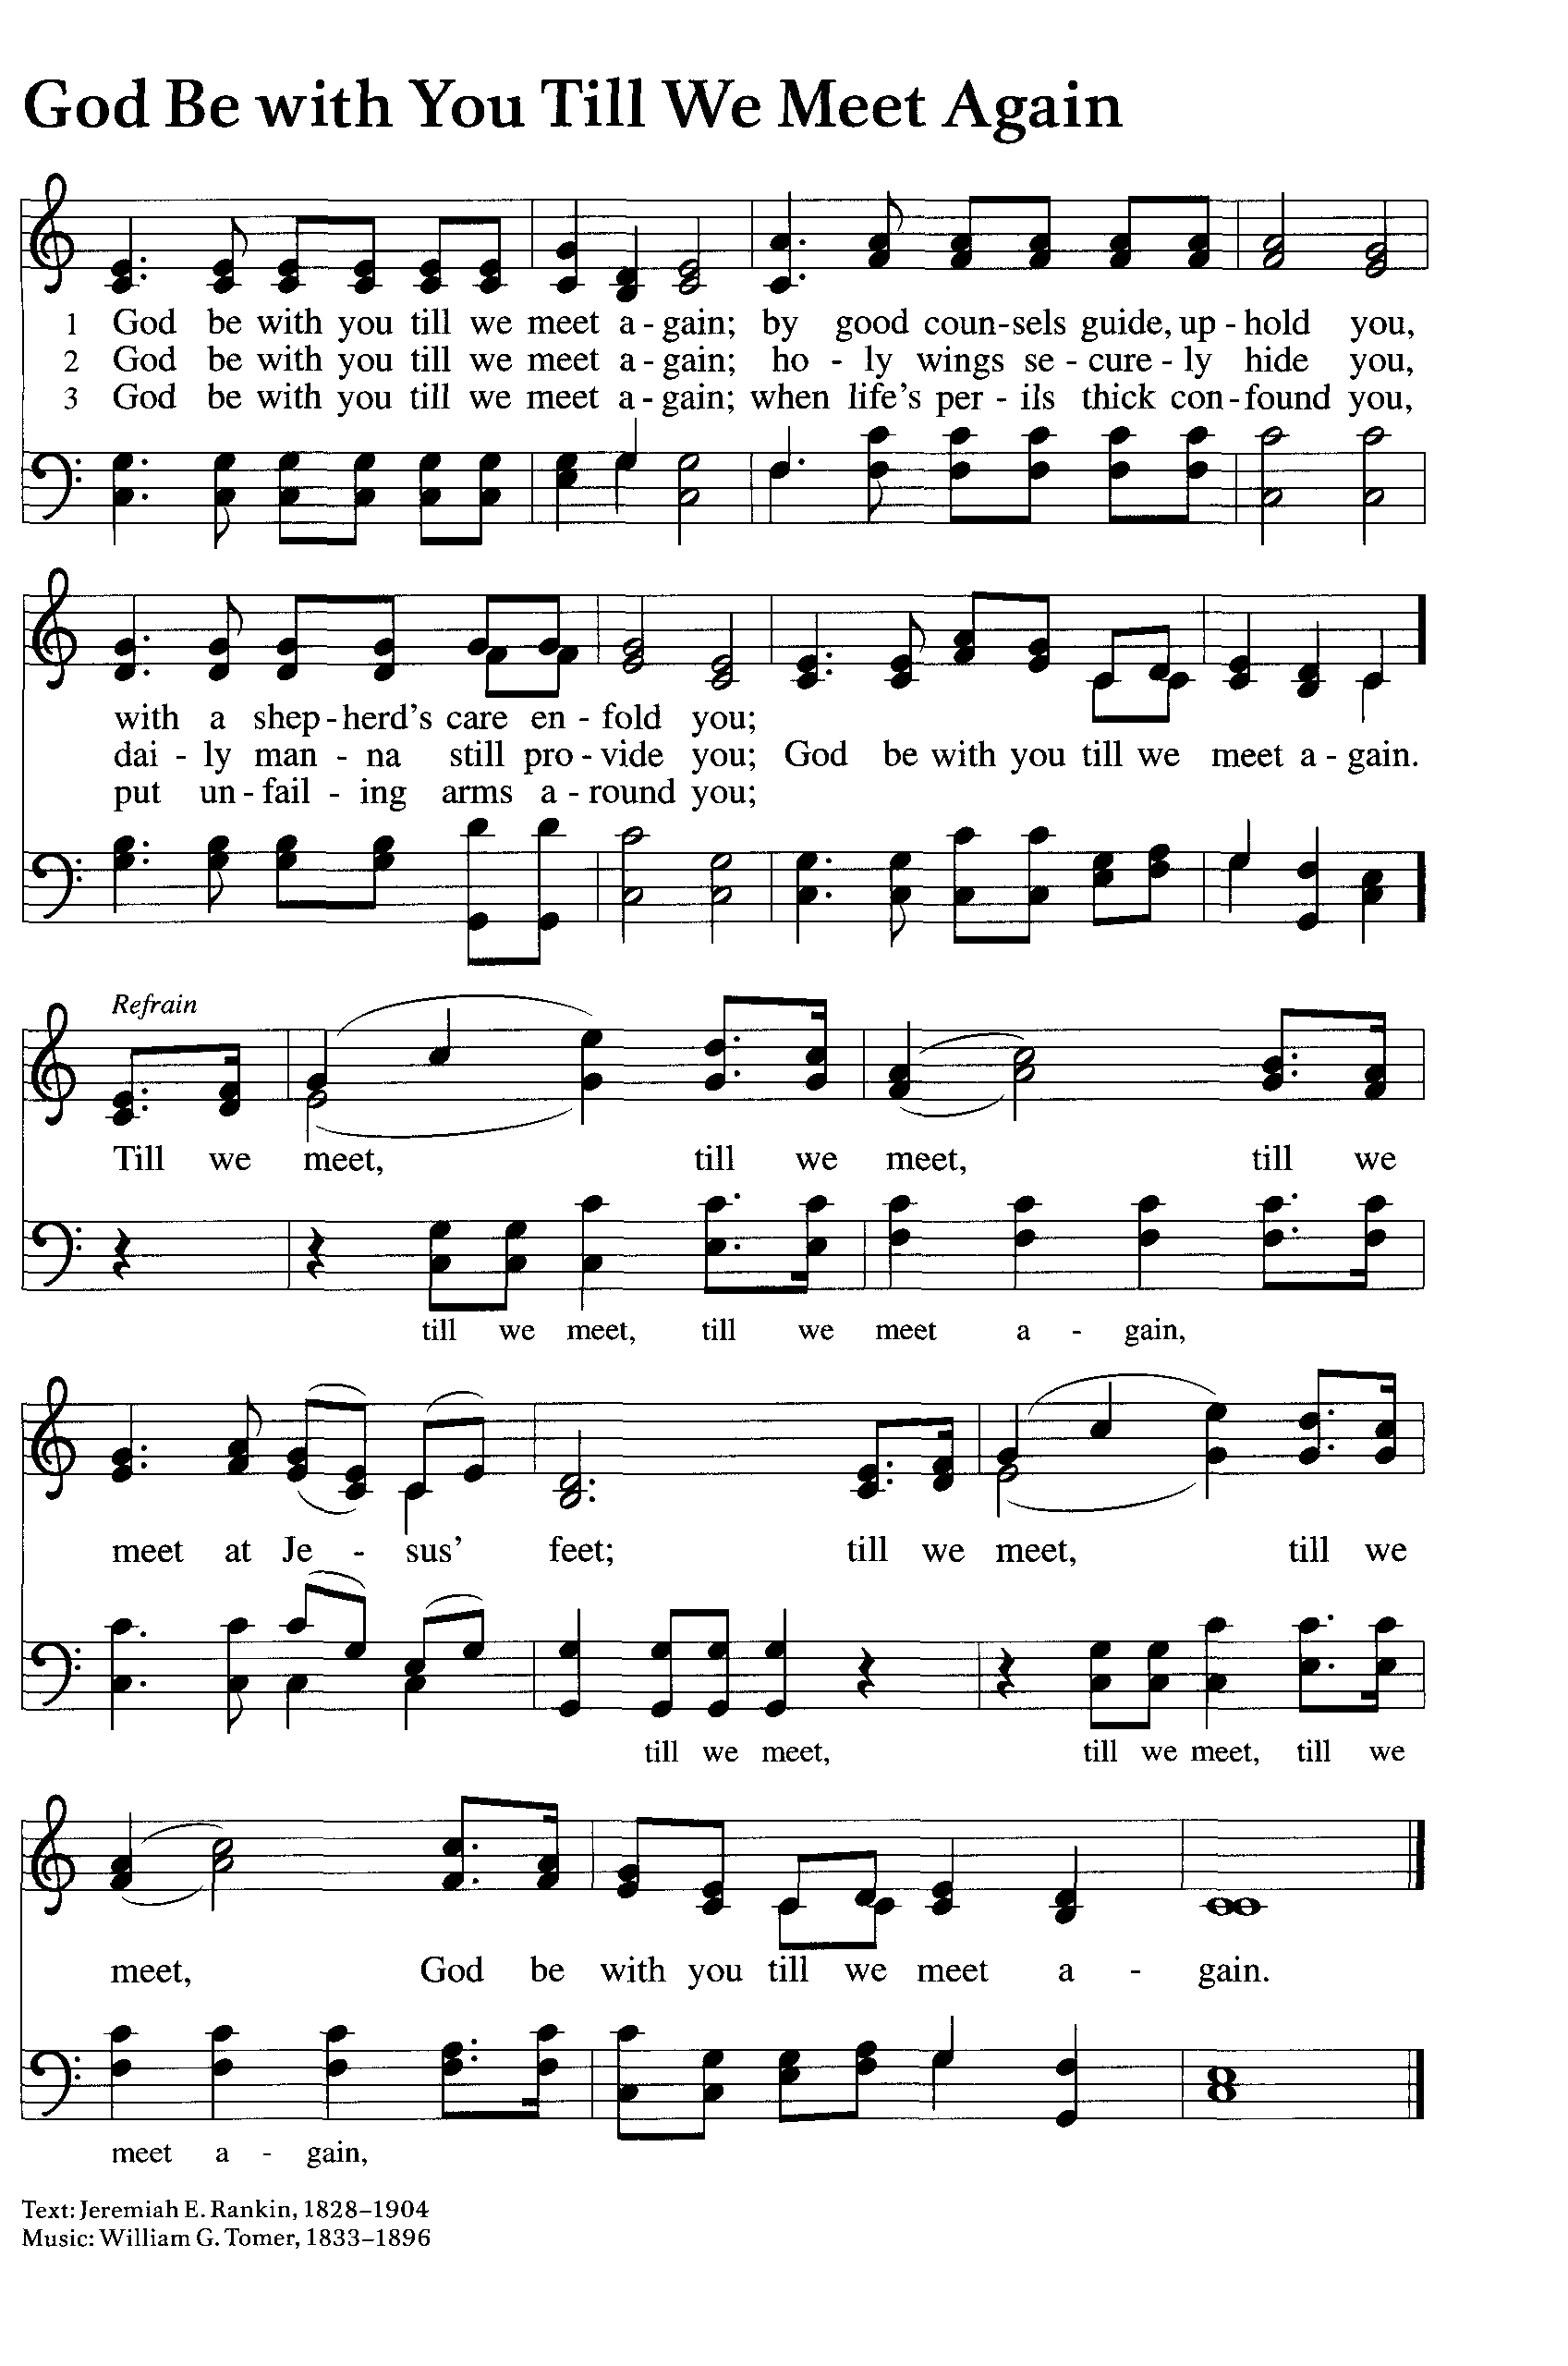 God Be with You Till We Meet Again
1 God be with you till we meet a - gain; by good coun - sels guide, up - hold you,
2 God be with you till we meet a - gain; ho - ly wings se - cure - ly hide you,
3 God be with you till we meet a - gain; when life's per - ils thick con - found you,
with a shep - herd's care en - fold you;
dai - ly man - na still pro - vide you; God be with you till we meet a - gain.
put un - fail - ing arms a - round you;
Refrain
Till we meet, till we meet, till we
till we meet, till we meet a - gain,
meet at Je - sus' feet; till we meet, till we
till we meet, till we meet, till we
meet, God be with you till we meet a - gain.
meet a - gain,
Text: Jeremiah E. Rankin, 1828–1904
Music: William G. Tomer, 1833–1896